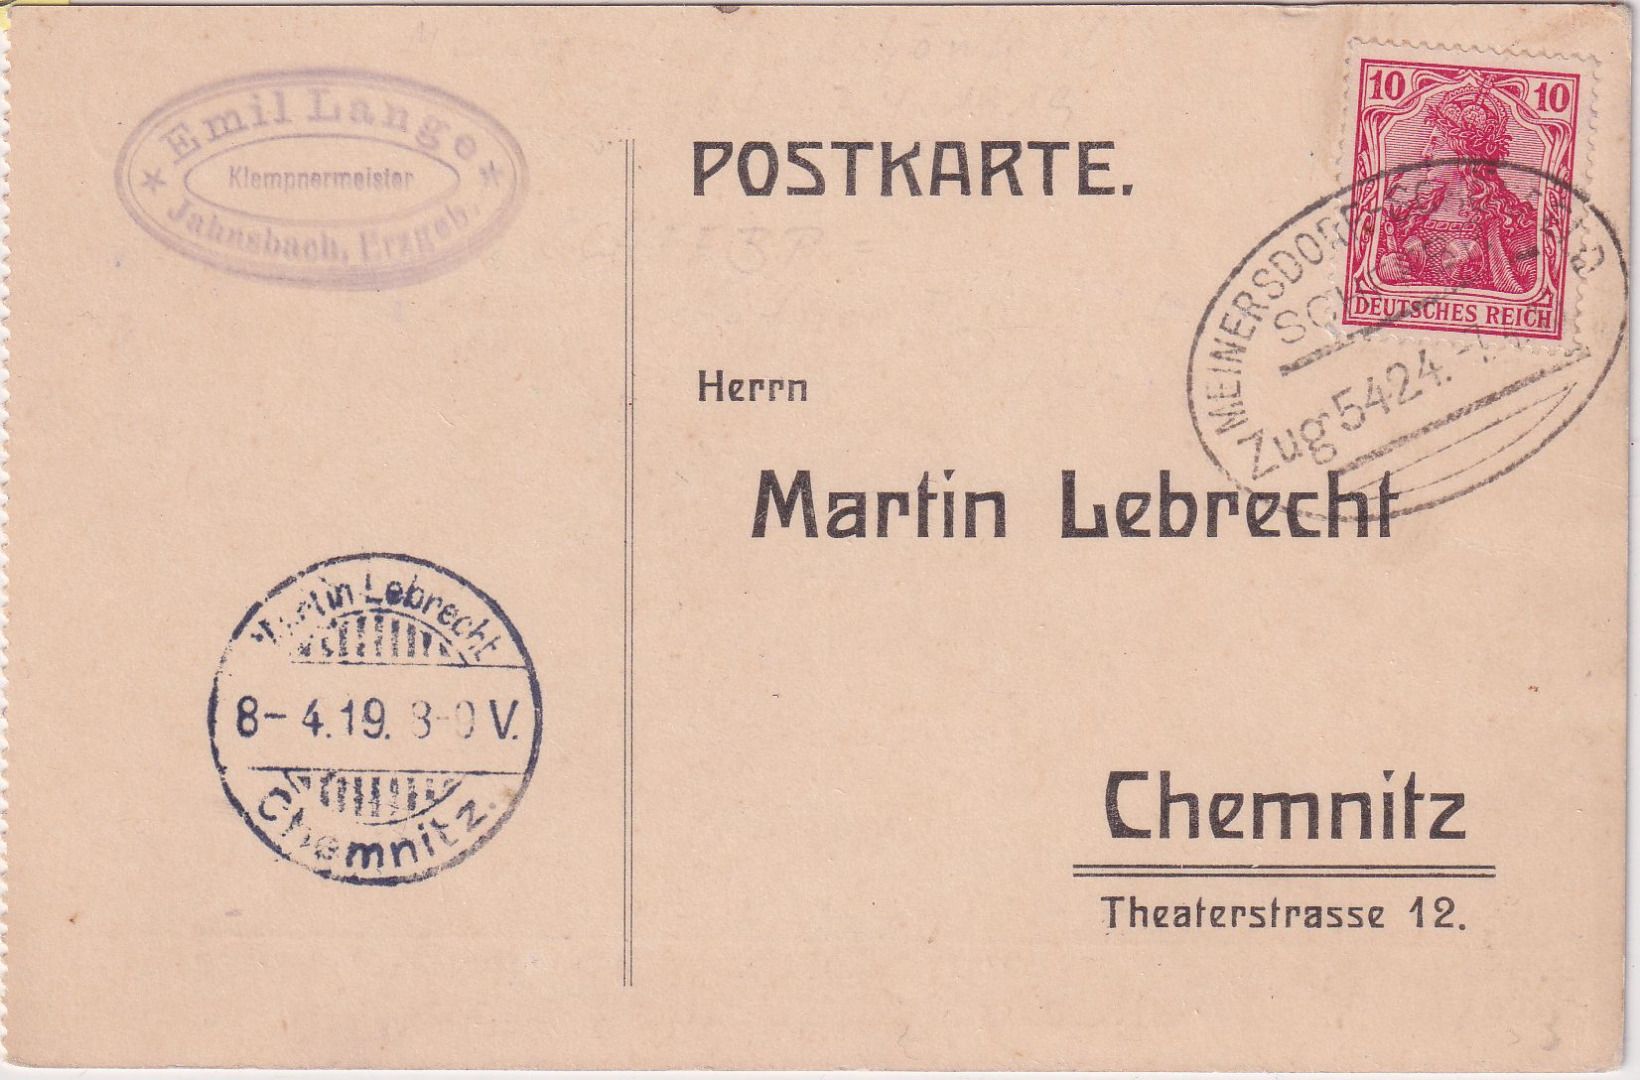 Emil Lange
Klempnermeister
Jahnsbach, Erzgeb.
POSTKARTE.
10 10
DEUTSCHES REICH
MEINERSDORF
Zug 5424.
Herrn
Martin Lebrecht
Chemnitz
Theaterstrasse 12.
Martin Lebrecht
8-4.19. 8-9 V.
Chemnitz.